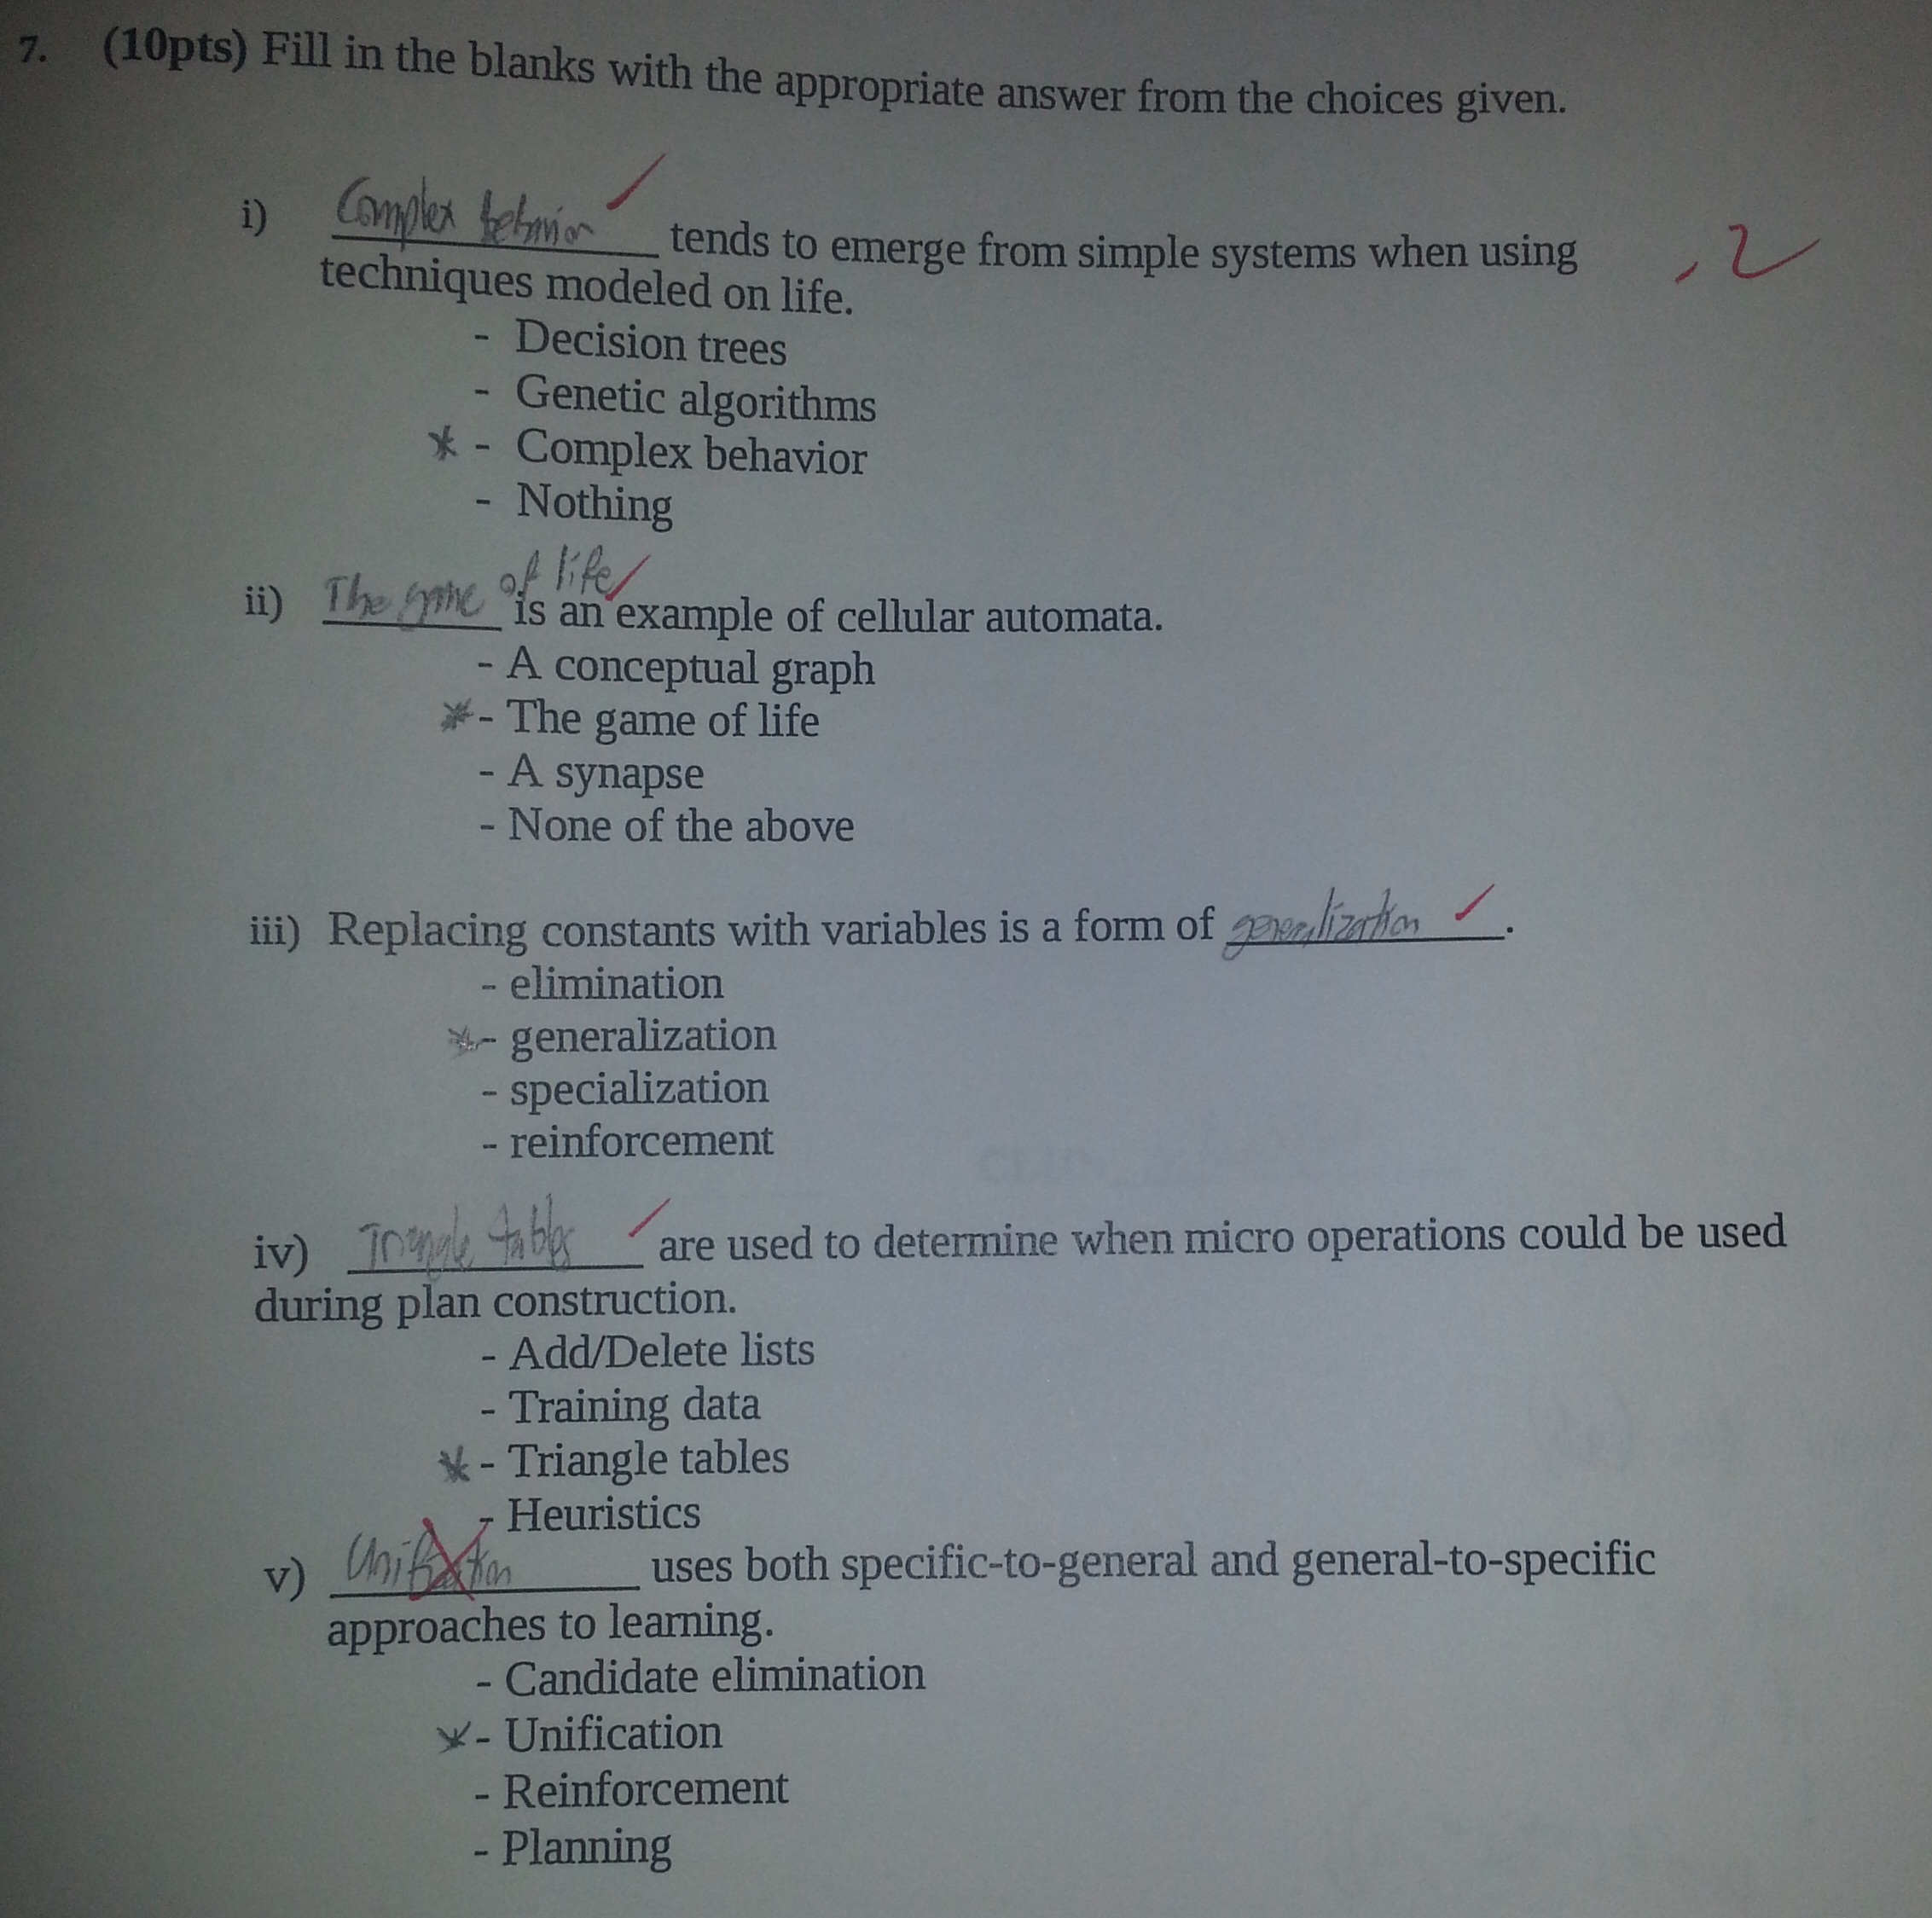 7. (10pts) Fill in the blanks with the appropriate answer from the choices given.
i) Complex behavior tends to emerge from simple systems when using
techniques modeled on life.
-2
- Decision trees
- Genetic algorithms
* - Complex behavior
- Nothing
ii) The game of life is an example of cellular automata.
- A conceptual graph
* - The game of life
- A synapse
- None of the above
iii) Replacing constants with variables is a form of generalization.
- elimination
* - generalization
- specialization
- reinforcement
iv) Triangle tables are used to determine when micro operations could be used
during plan construction.
- Add/Delete lists
- Training data
* - Triangle tables
- Heuristics
v) Unification uses both specific-to-general and general-to-specific
approaches to learning.
- Candidate elimination
* - Unification
- Reinforcement
- Planning